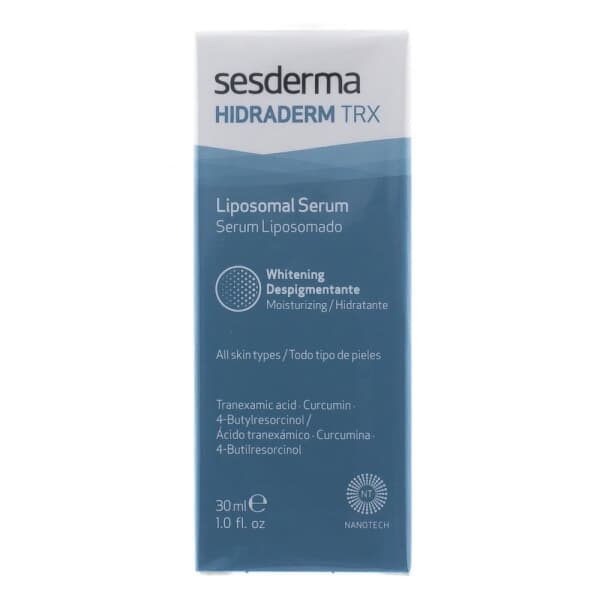 sesderma
HIDRADERM TRX
Liposomal Serum
Serum Liposomado
Whitening
Despigmentante
Moisturizing / Hidratante
All skin types / Todo tipo de pieles
Tranexamic acid · Curcumin ·
4-Butylresorcinol /
Ácido tranexámico · Curcumina ·
4-Butilresorcinol
30 ml ℮
1.0 fl. oz
NT
NANOTECH